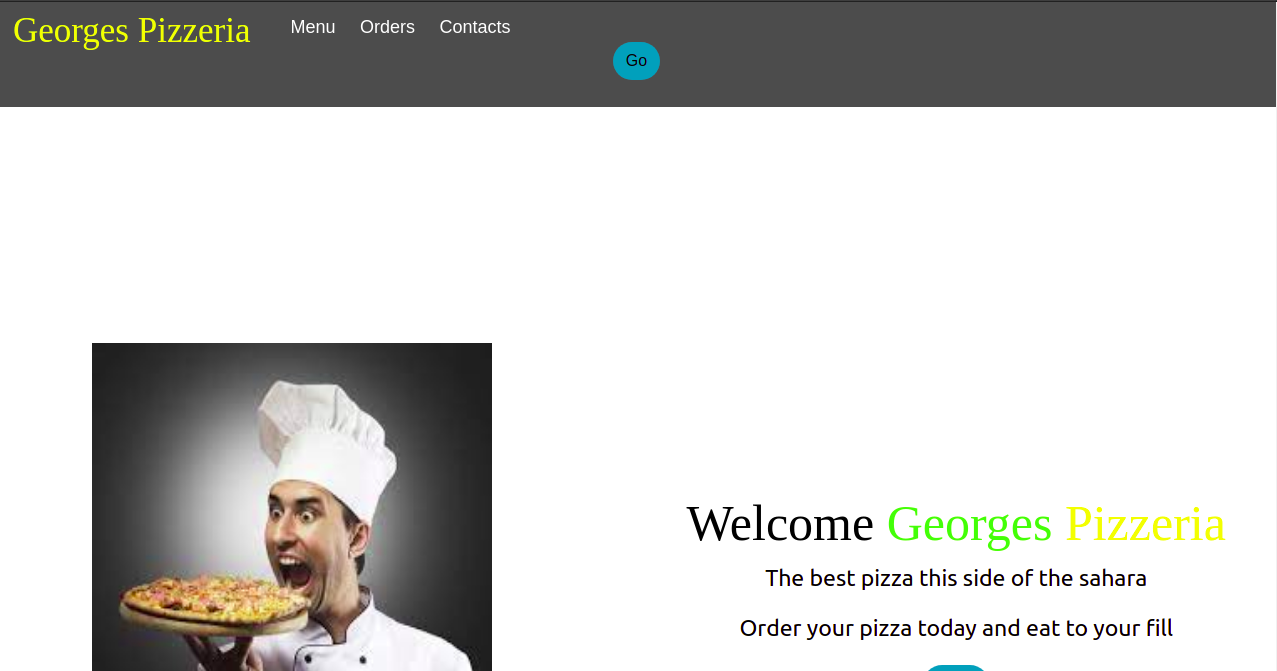 Georges Pizzeria Menu Orders Contacts
Go
Welcome Georges Pizzeria
The best pizza this side of the sahara
Order your pizza today and eat to your fill